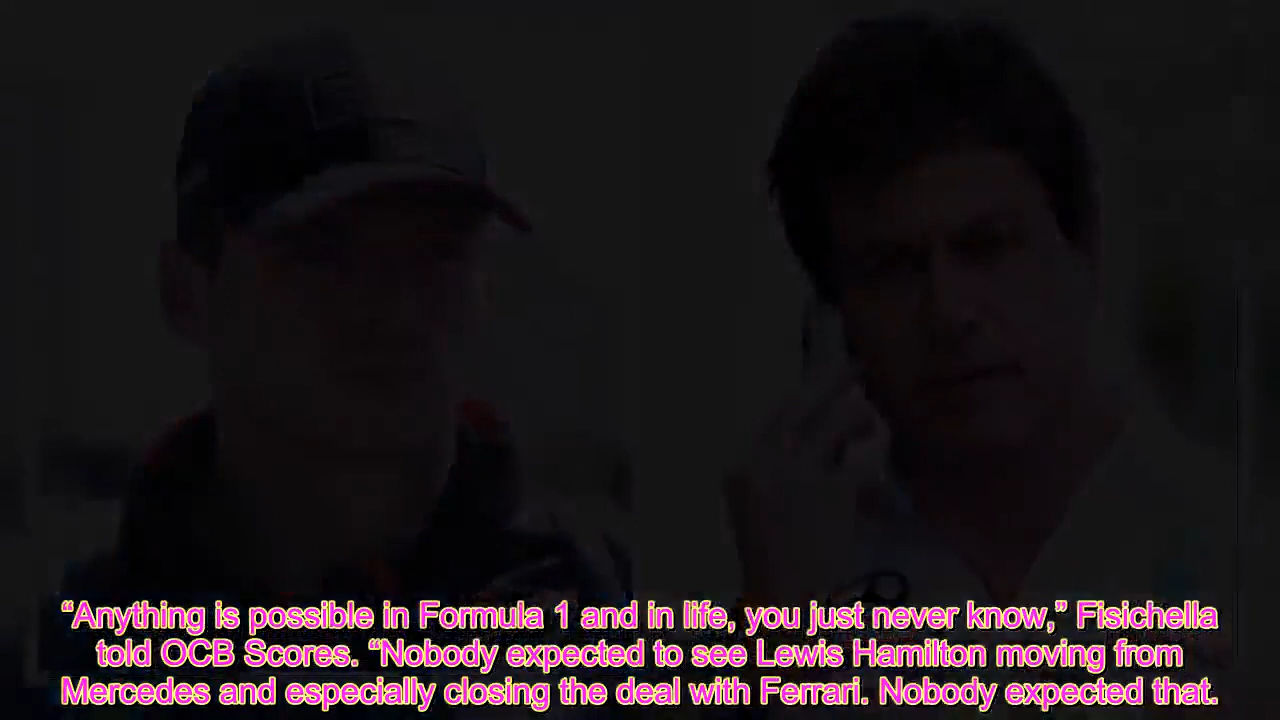 “Anything is possible in Formula 1 and in life, you just never know,” Fisichella
told OCB Scores. “Nobody expected to see Lewis Hamilton moving from
Mercedes and especially closing the deal with Ferrari. Nobody expected that.